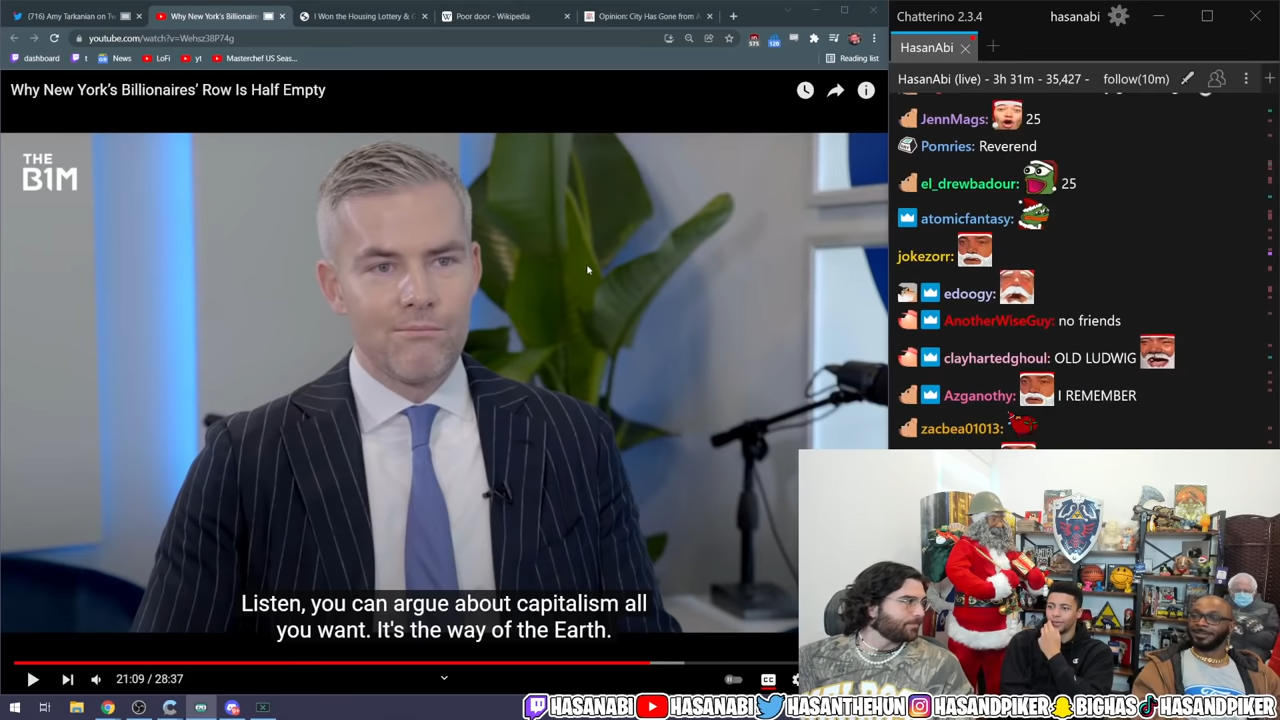 (716) Amy Tarkanian on Tw
Why New York's Billionaire
I Won the Housing Lottery & G
Poor door - Wikipedia
Opinion: City Has Gone from A
youtube.com/watch?v=Wehsz38P74g
575
120
dashboard
t
News
LoFi
yt
Masterchef US Seas...
Reading list
Why New York's Billionaires' Row Is Half Empty
THE
B1M
Listen, you can argue about capitalism all
you want. It's the way of the Earth.
21:09 / 28:37
CC
Chatterino 2.3.4
hasanabi
HasanAbi
HasanAbi (live) - 3h 31m - 35,427 -
follow(10m)
JennMags: 25
Pomries: Reverend
el_drewbadour: 25
atomicfantasy:
jokezorr:
edoogy:
AnotherWiseGuy: no friends
clayhartedghoul: OLD LUDWIG
Azganothy: I REMEMBER
zacbea01013:
HASANABI HASANABI HASANTHEHUN HASANDPIKER BIGHAS HASANDPIKER